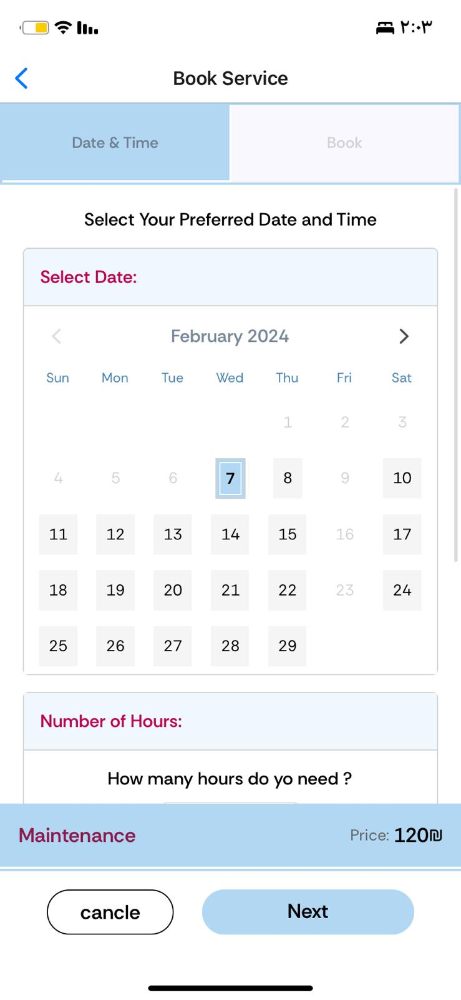 ٢:٠٣
Book Service
Date & Time
Book
Select Your Preferred Date and Time
Select Date:
February 2024
Sun Mon Tue Wed Thu Fri Sat
1 2 3
4 5 6 7 8 9 10
11 12 13 14 15 16 17
18 19 20 21 22 23 24
25 26 27 28 29
Number of Hours:
How many hours do yo need ?
Maintenance
Price: 120₪
cancle
Next